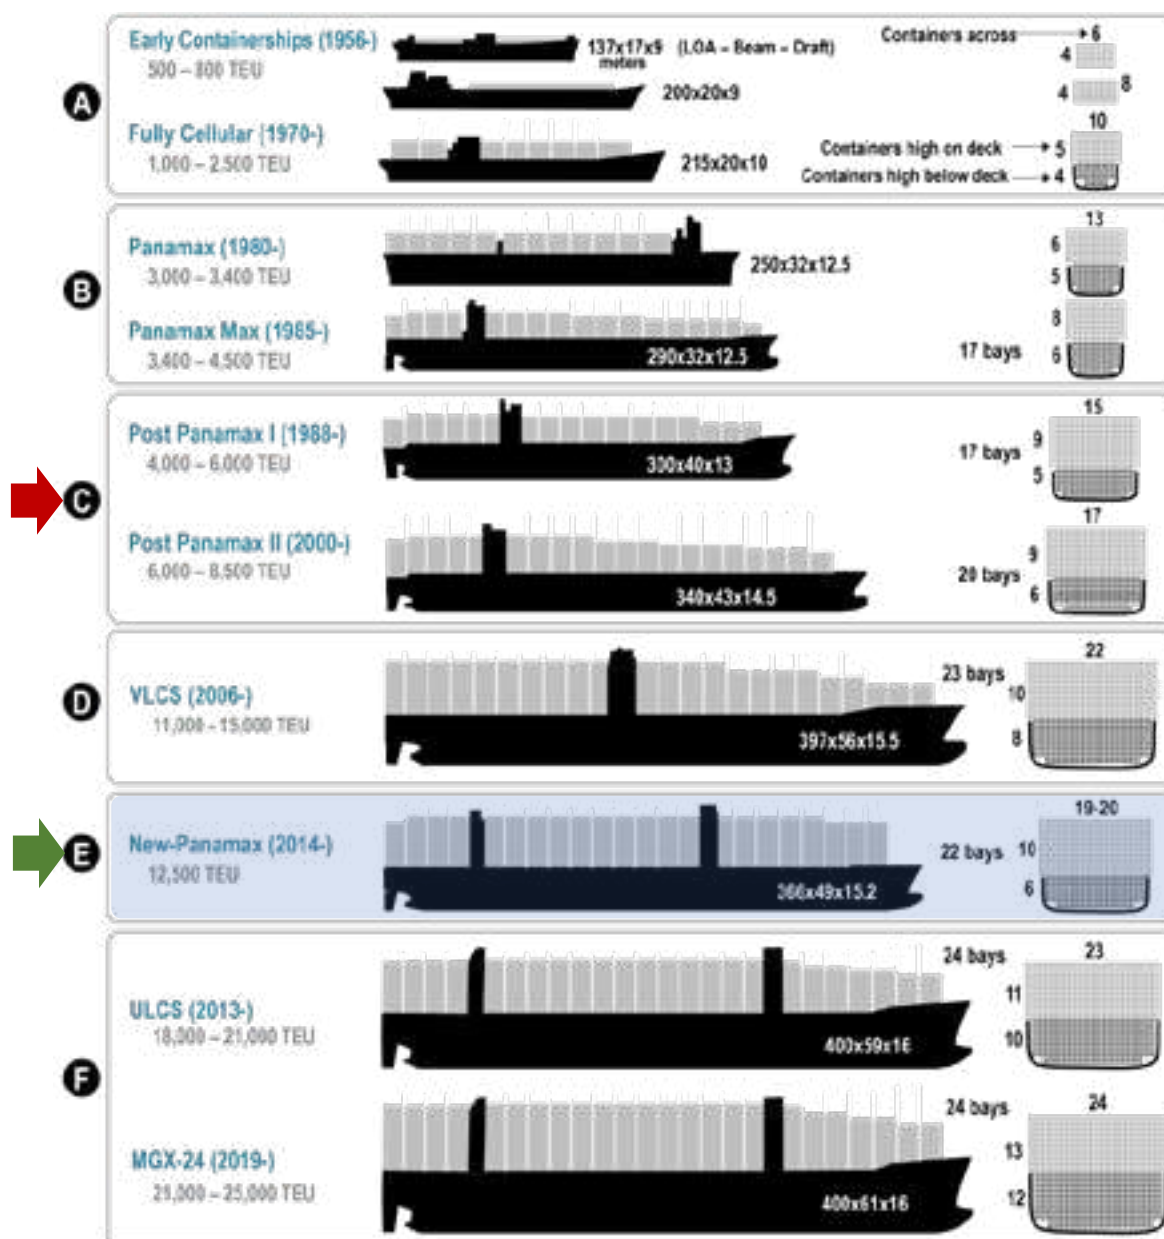 A
Early Containerships (1956-)
500 – 800 TEU
137x17x9 (LOA – Beam – Draft)
meters
200x20x9
Containers across 6
4
4 8
Fully Cellular (1970-)
1,000 – 2,500 TEU
215x20x10
10
Containers high on deck 5
Containers high below deck 4
B
Panamax (1980-)
3,000 – 3,400 TEU
250x32x12.5
13
6
5
Panamax Max (1985-)
3,400 – 4,500 TEU
290x32x12.5
17 bays
8
6
C
Post Panamax I (1988-)
4,000 – 6,000 TEU
300x40x13
17 bays
15
9
5
Post Panamax II (2000-)
6,000 – 8,500 TEU
340x43x14.5
20 bays
17
9
6
D
VLCS (2006-)
11,000 – 15,000 TEU
397x56x15.5
23 bays
22
10
8
E
New-Panamax (2014-)
12,500 TEU
366x49x15.2
22 bays
19-20
10
6
F
ULCS (2013-)
18,000 – 21,000 TEU
400x59x16
24 bays
23
11
10
MGX-24 (2019-)
21,000 – 25,000 TEU
400x61x16
24 bays
24
13
12